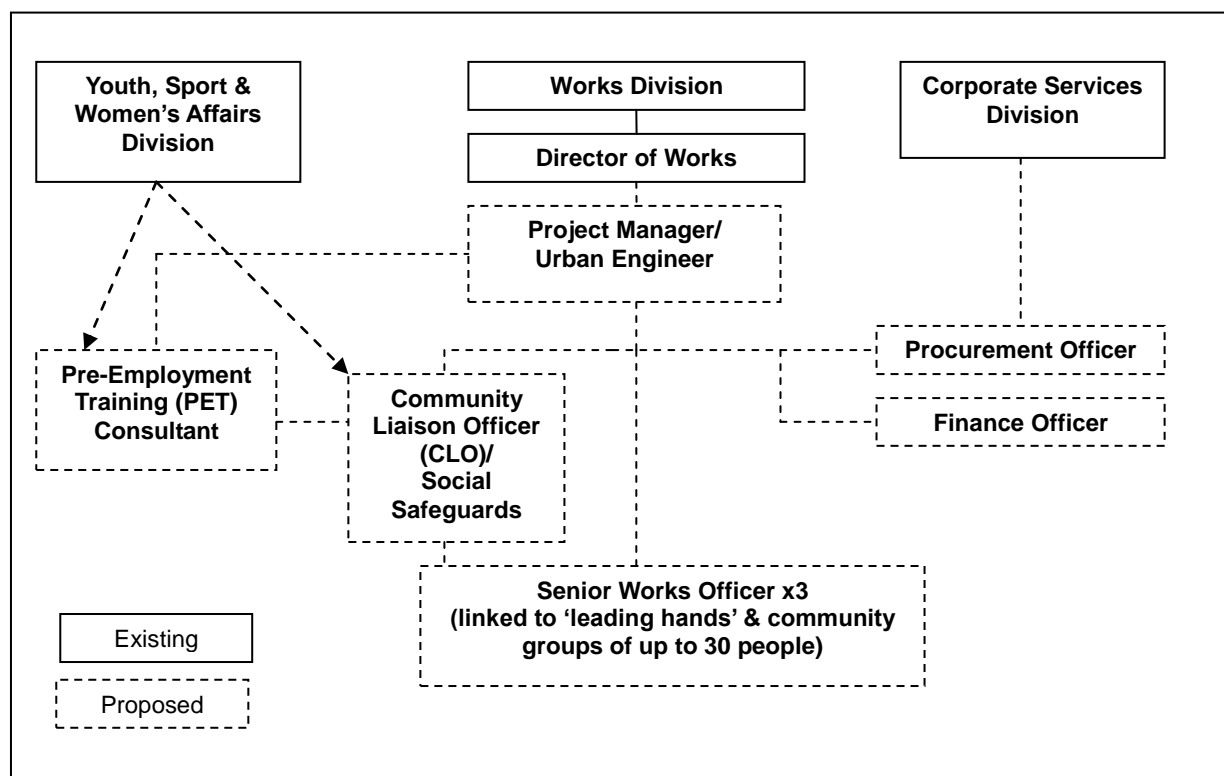 Youth, Sport &
Women’s Affairs
Division
Works Division
Corporate Services
Division
Director of Works
Project Manager/
Urban Engineer
Procurement Officer
Pre-Employment
Training (PET)
Consultant
Community
Liaison Officer
(CLO)/
Social
Safeguards
Finance Officer
Senior Works Officer x3
(linked to ‘leading hands’ & community
groups of up to 30 people)
Existing
Proposed